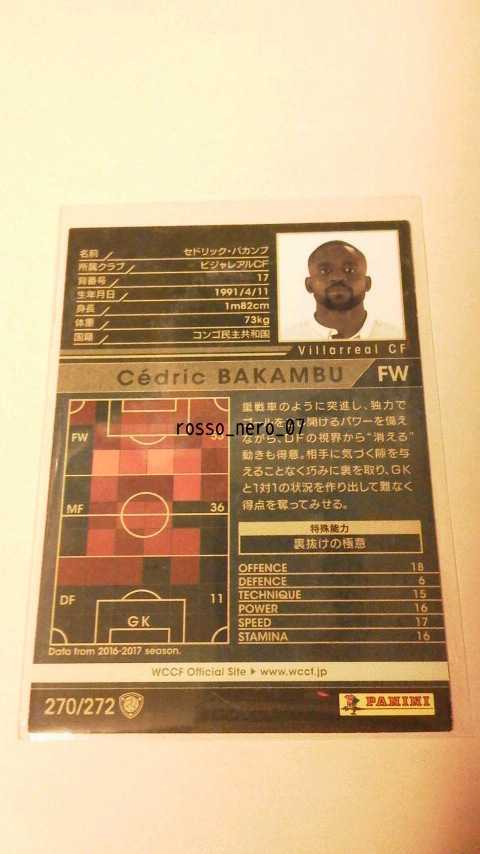 名前 セドリック・バカンブ
所属クラブ ビジャレアルCF
背番号 17
生年月日 1991/4/11
身長 1m82cm
体重 73kg
国籍 コンゴ民主共和国
Villarreal CF
Cédric BAKAMBU FW
FW 53
MF 36
DF 11
GK
Data from 2016-2017 season.
重戦車のように突進し、独力で
開けるパワーを備え
ながら、DFの視界から“消える”
動きも得意。相手に気づく隙を与
えることなく巧みに裏を取り、GK
と1対1の状況を作り出して難なく
得点を奪ってみせる。
特殊能力
裏抜けの極意
OFFENCE 18
DEFENCE 6
TECHNIQUE 15
POWER 16
SPEED 17
STAMINA 16
WCCF Official Site ▶ www.wccf.jp
270/272
PANINI
rosso_nero_07